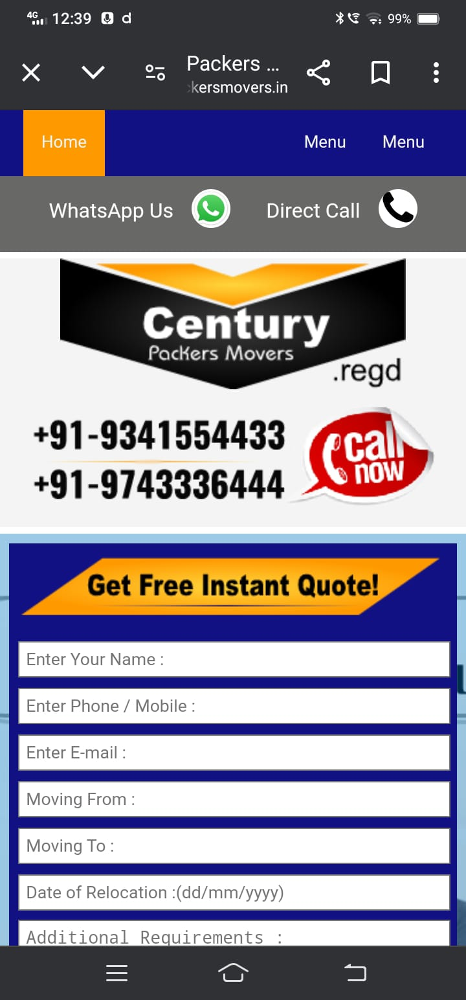 4G 12:39 d 99%
Packers ...
kersmovers.in
Home Menu Menu
WhatsApp Us Direct Call
Century
Packers Movers
.regd
+91-9341554433
+91-9743336444
call
now
Get Free Instant Quote!
Enter Your Name :
Enter Phone / Mobile :
Enter E-mail :
Moving From :
Moving To :
Date of Relocation :(dd/mm/yyyy)
Additional Requirements :